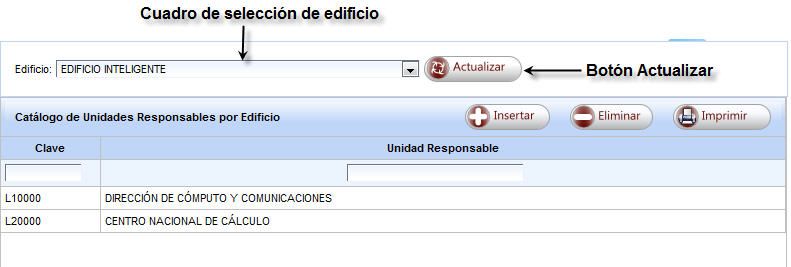 Cuadro de selección de edificio
Edificio: EDIFICIO INTELIGENTE Actualizar Botón Actualizar
Catálogo de Unidades Responsables por Edificio Insertar Eliminar Imprimir
Clave Unidad Responsable
L10000 DIRECCIÓN DE CÓMPUTO Y COMUNICACIONES
L20000 CENTRO NACIONAL DE CÁLCULO